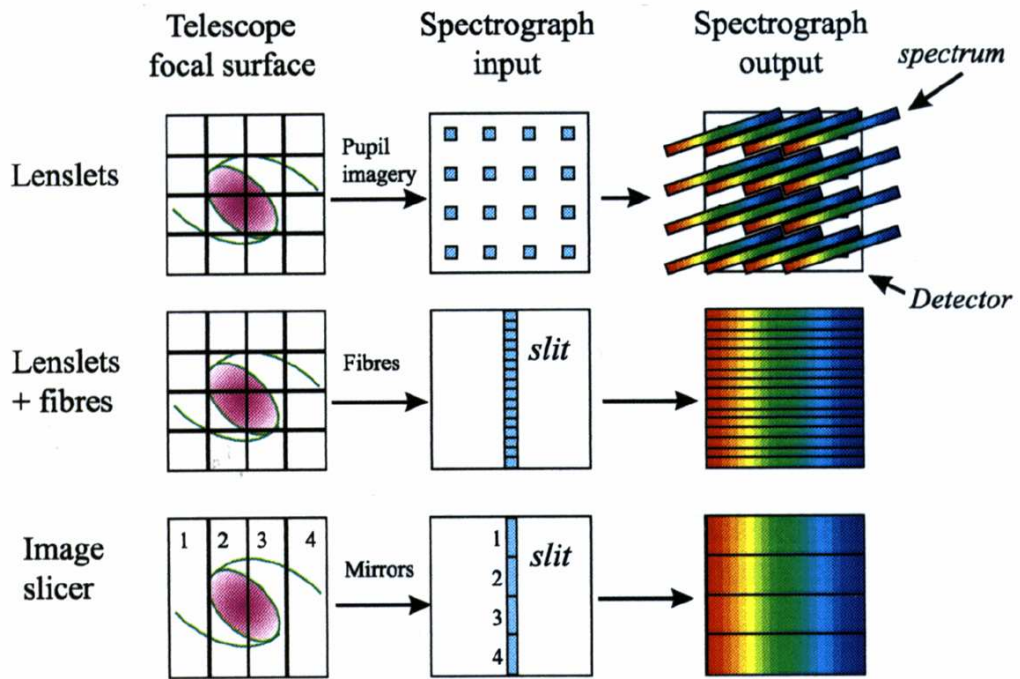 Telescope
focal surface
Spectrograph
input
Spectrograph
output
spectrum
Lenslets
Pupil
imagery
Detector
Lenslets
+ fibres
Fibres
slit
Image
slicer
1 2 3 4
Mirrors
1
2
3
4
slit